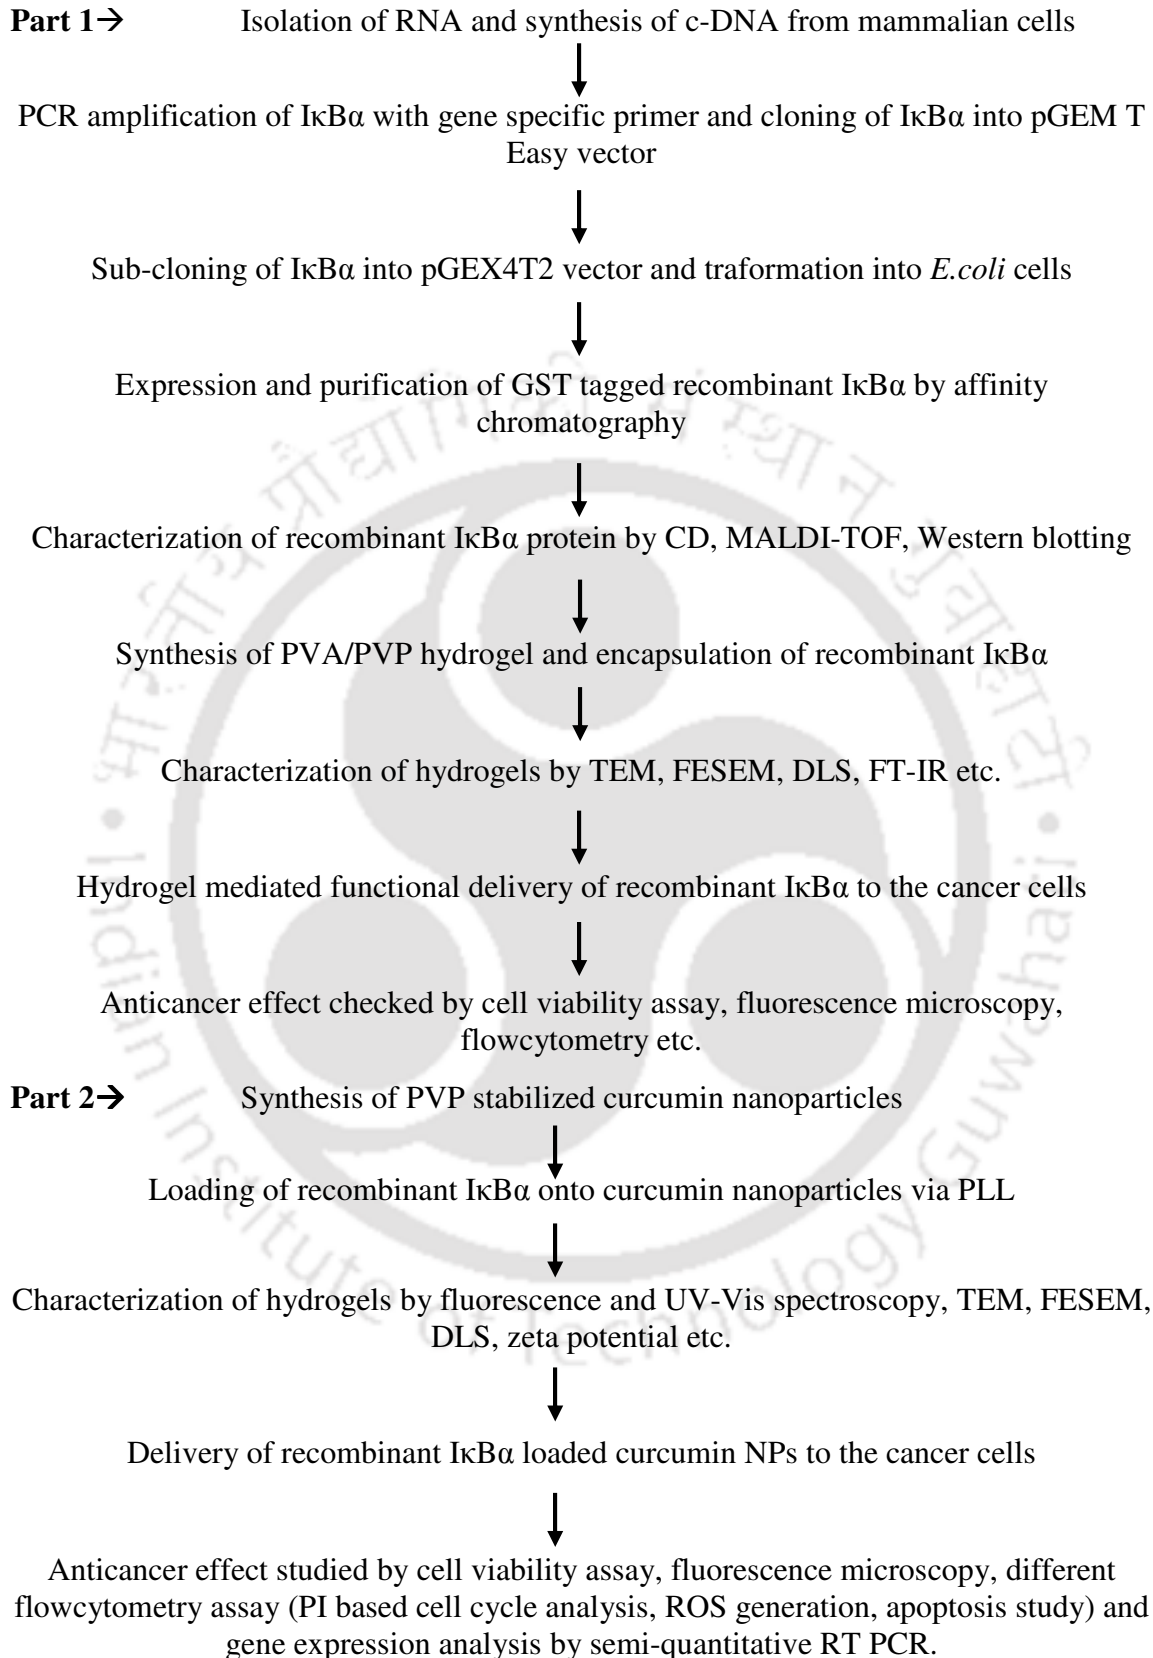 Part 1→ Isolation of RNA and synthesis of c-DNA from mammalian cells
PCR amplification of IκBα with gene specific primer and cloning of IκBα into pGEM T
Easy vector
Sub-cloning of IκBα into pGEX4T2 vector and traformation into E.coli cells
Expression and purification of GST tagged recombinant IκBα by affinity
chromatography
Characterization of recombinant IκBα protein by CD, MALDI-TOF, Western blotting
Synthesis of PVA/PVP hydrogel and encapsulation of recombinant IκBα
Characterization of hydrogels by TEM, FESEM, DLS, FT-IR etc.
Hydrogel mediated functional delivery of recombinant IκBα to the cancer cells
Anticancer effect checked by cell viability assay, fluorescence microscopy,
flowcytometry etc.
Part 2→ Synthesis of PVP stabilized curcumin nanoparticles
Loading of recombinant IκBα onto curcumin nanoparticles via PLL
Characterization of hydrogels by fluorescence and UV-Vis spectroscopy, TEM, FESEM,
DLS, zeta potential etc.
Delivery of recombinant IκBα loaded curcumin NPs to the cancer cells
Anticancer effect studied by cell viability assay, fluorescence microscopy, different
flowcytometry assay (PI based cell cycle analysis, ROS generation, apoptosis study) and
gene expression analysis by semi-quantitative RT PCR.
भारतीय प्रौद्योगिकी संस्थान गुवाहाटी
Indian Institute of Technology Guwahati